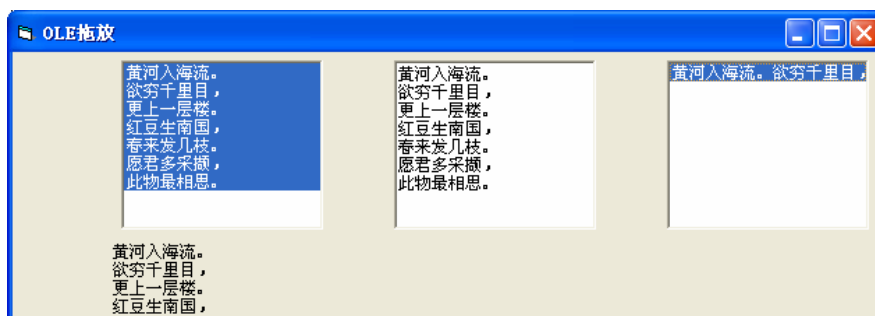 OLE拖放
黄河入海流。
欲穷千里目，
更上一层楼。
红豆生南国，
春来发几枝。
愿君多采撷，
此物最相思。
黄河入海流。
欲穷千里目，
更上一层楼。
红豆生南国，
春来发几枝。
愿君多采撷，
此物最相思。
黄河入海流。欲穷千里目，
黄河入海流。
欲穷千里目，
更上一层楼。
红豆生南国，